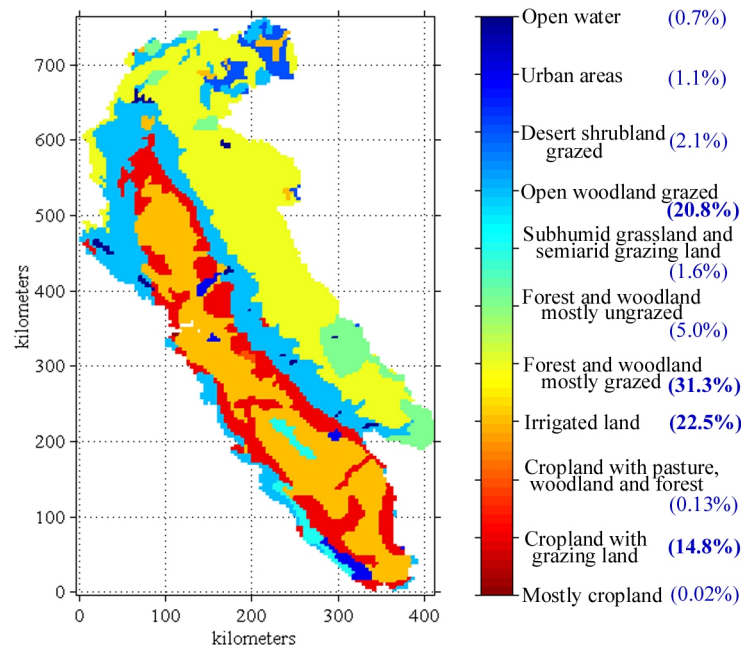 700
600
500
400
300
200
100
0
kilometers
0 100 200 300 400
kilometers
Open water (0.7%)
Urban areas (1.1%)
Desert shrubland
grazed (2.1%)
Open woodland grazed
(20.8%)
Subhumid grassland and
semiarid grazing land
(1.6%)
Forest and woodland
mostly ungrazed
(5.0%)
Forest and woodland
mostly grazed (31.3%)
Irrigated land (22.5%)
Cropland with pasture,
woodland and forest
(0.13%)
Cropland with
grazing land (14.8%)
Mostly cropland (0.02%)